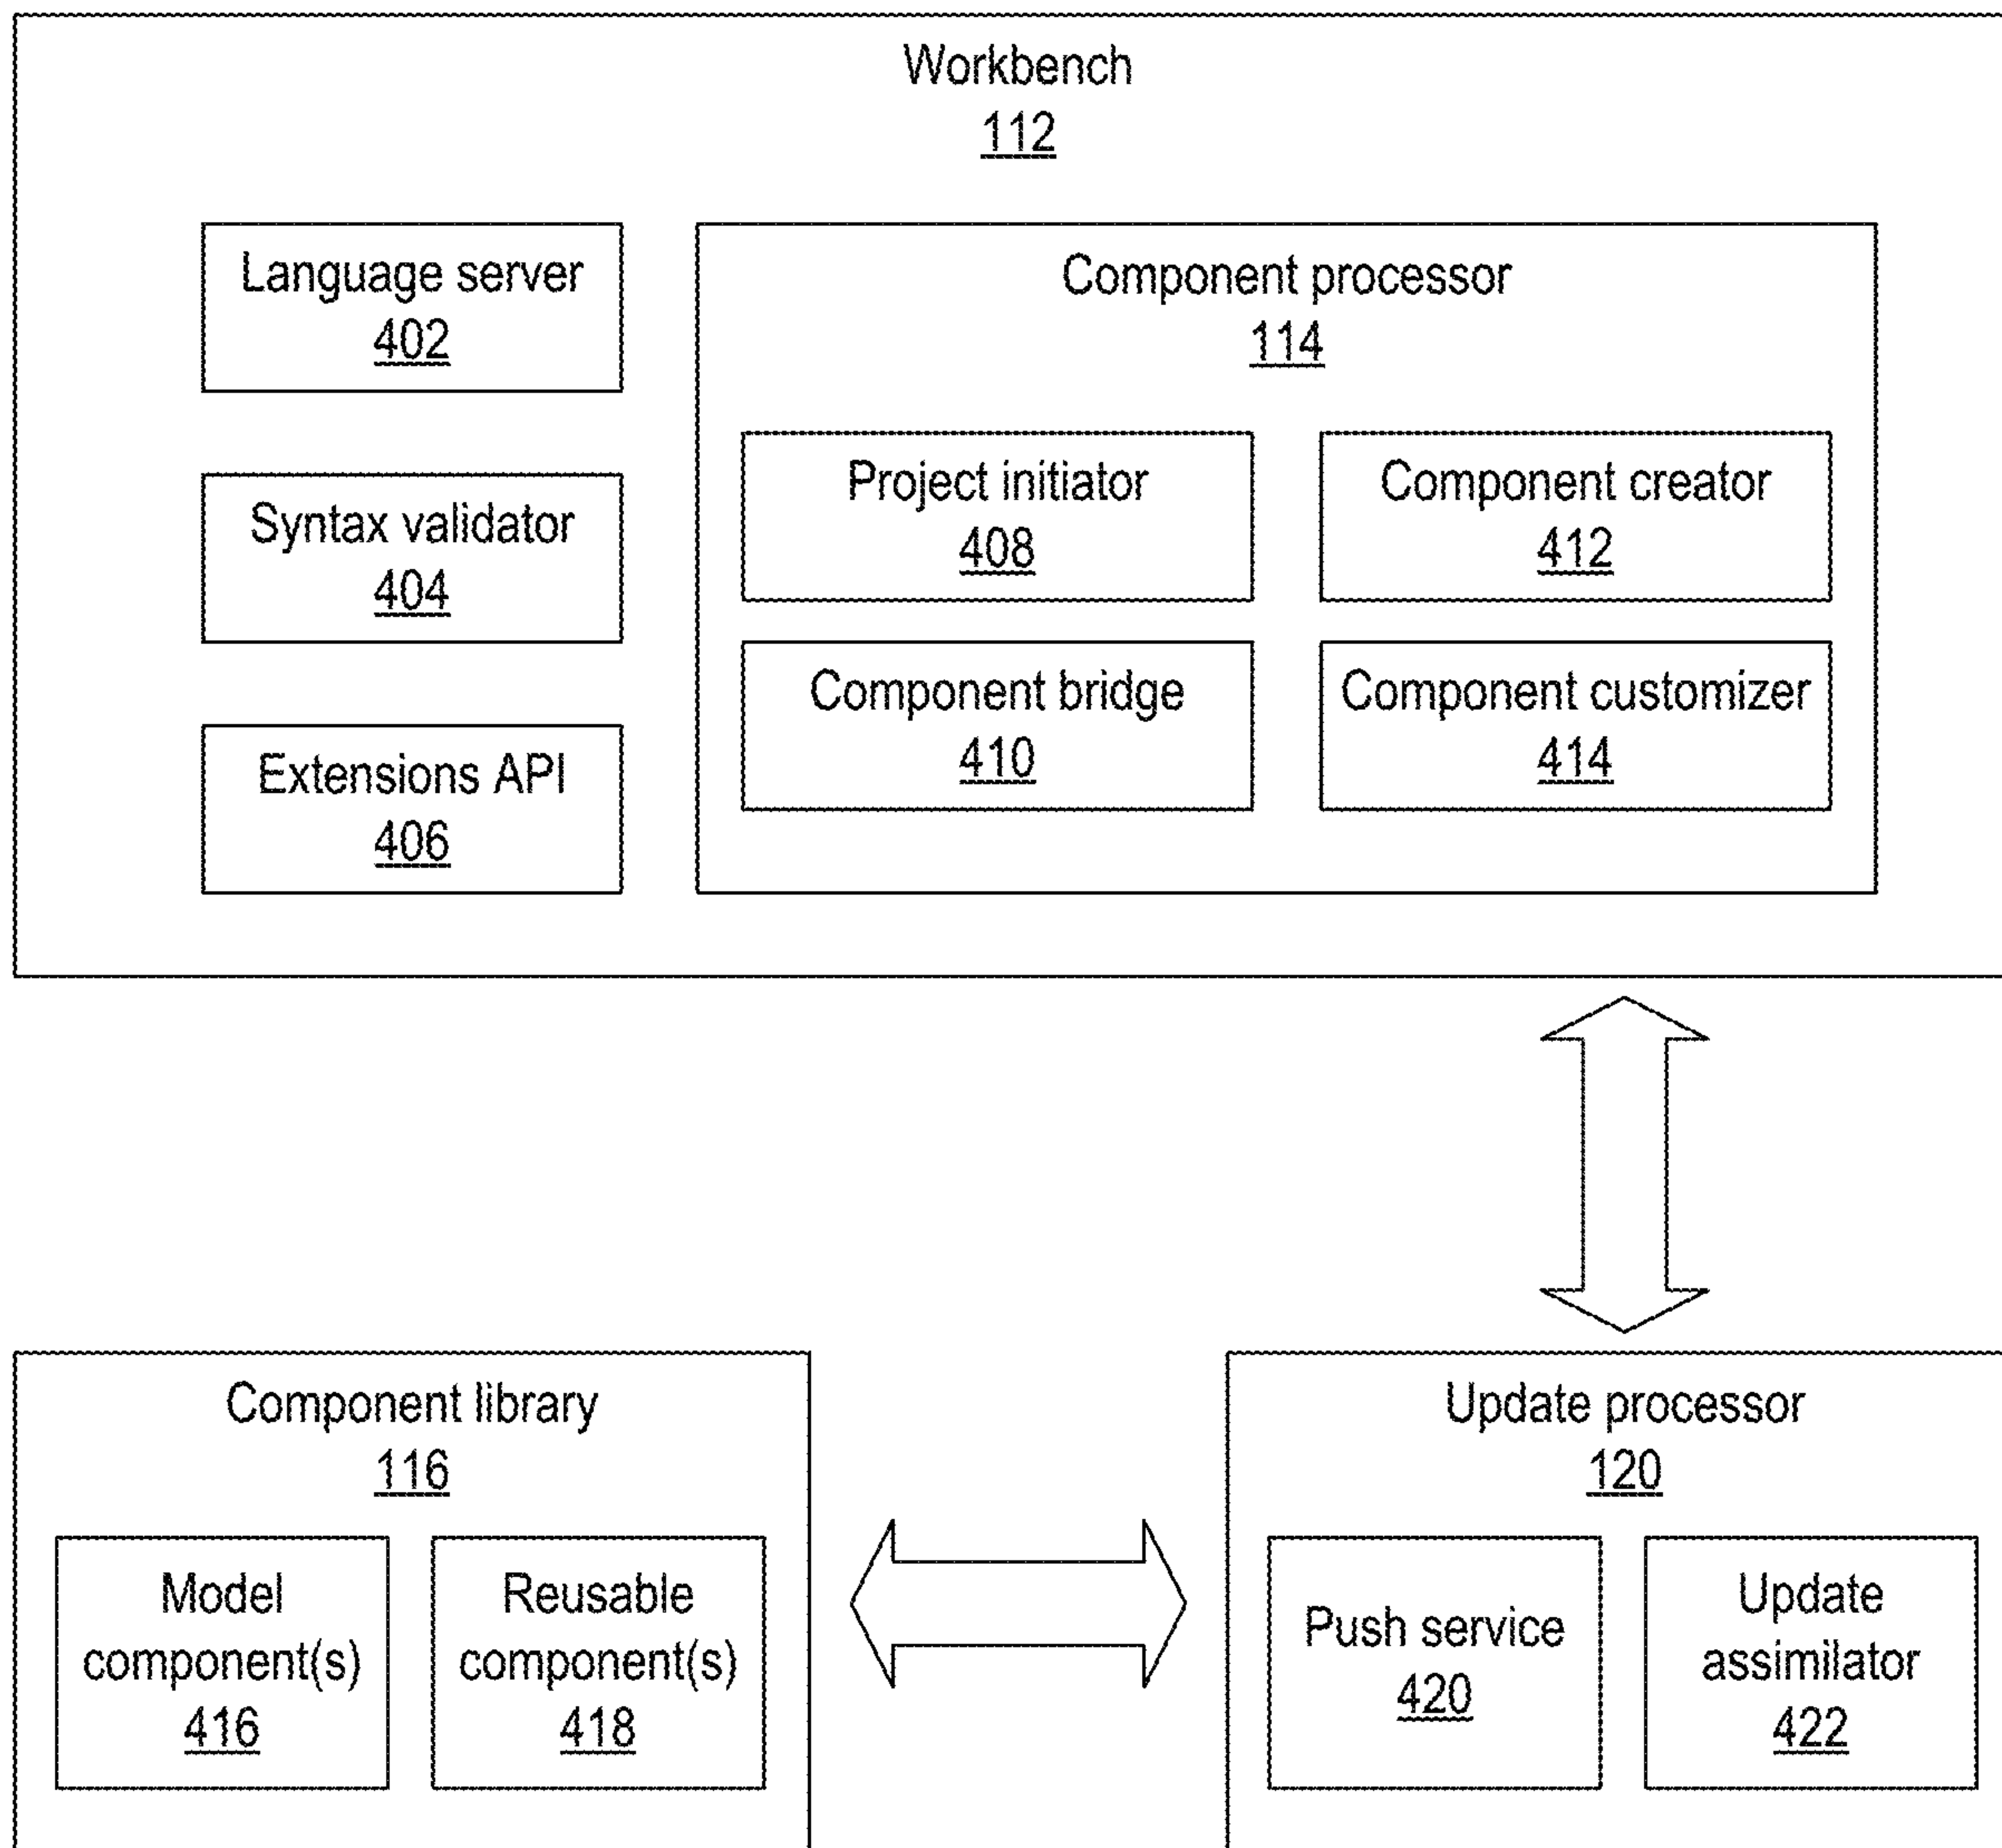 Workbench
112
Language server
402
Syntax validator
404
Extensions API
406
Component processor
114
Project initiator
408
Component creator
412
Component bridge
410
Component customizer
414
Component library
116
Model
component(s)
416
Reusable
component(s)
418
Update processor
120
Push service
420
Update
assimilator
422